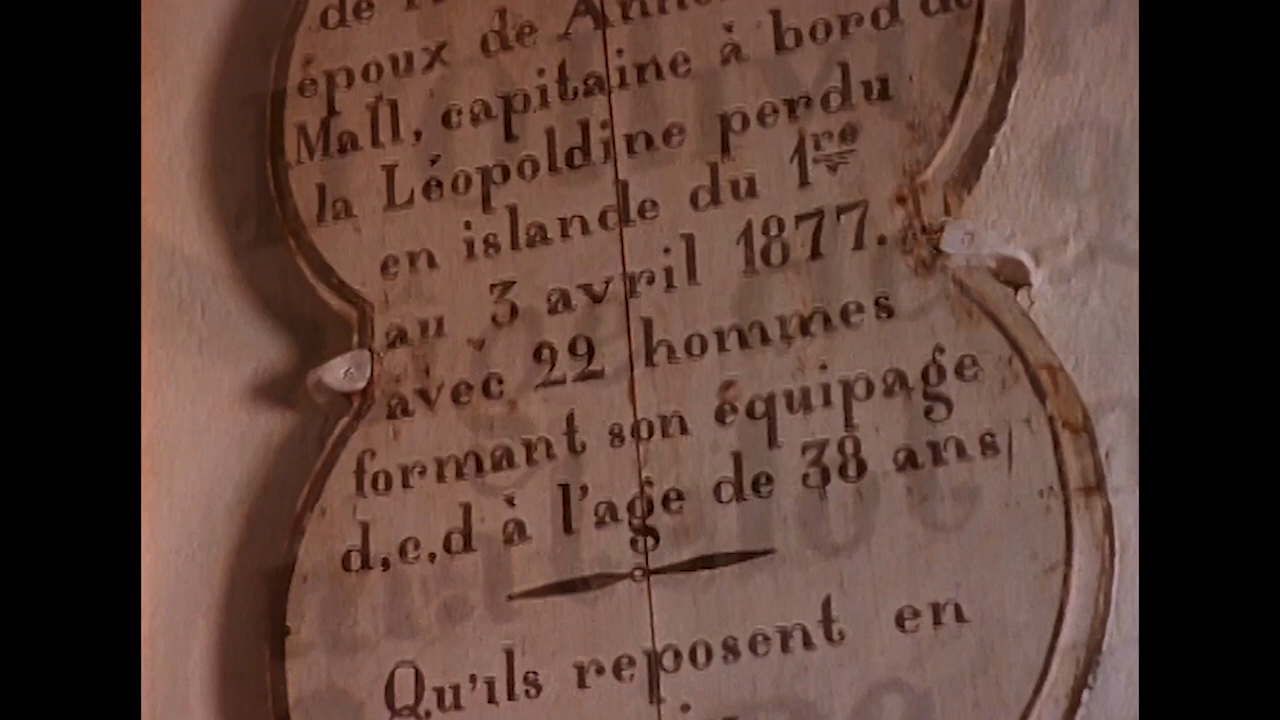 de
époux de
Mall, capitaine à bord de
la Léopoldine perdu
en islande du 1re
au 3 avril 1877.
avec 22 hommes
formant son équipage
d,c,d à l'age de 38 ans
Qu'ils reposent en